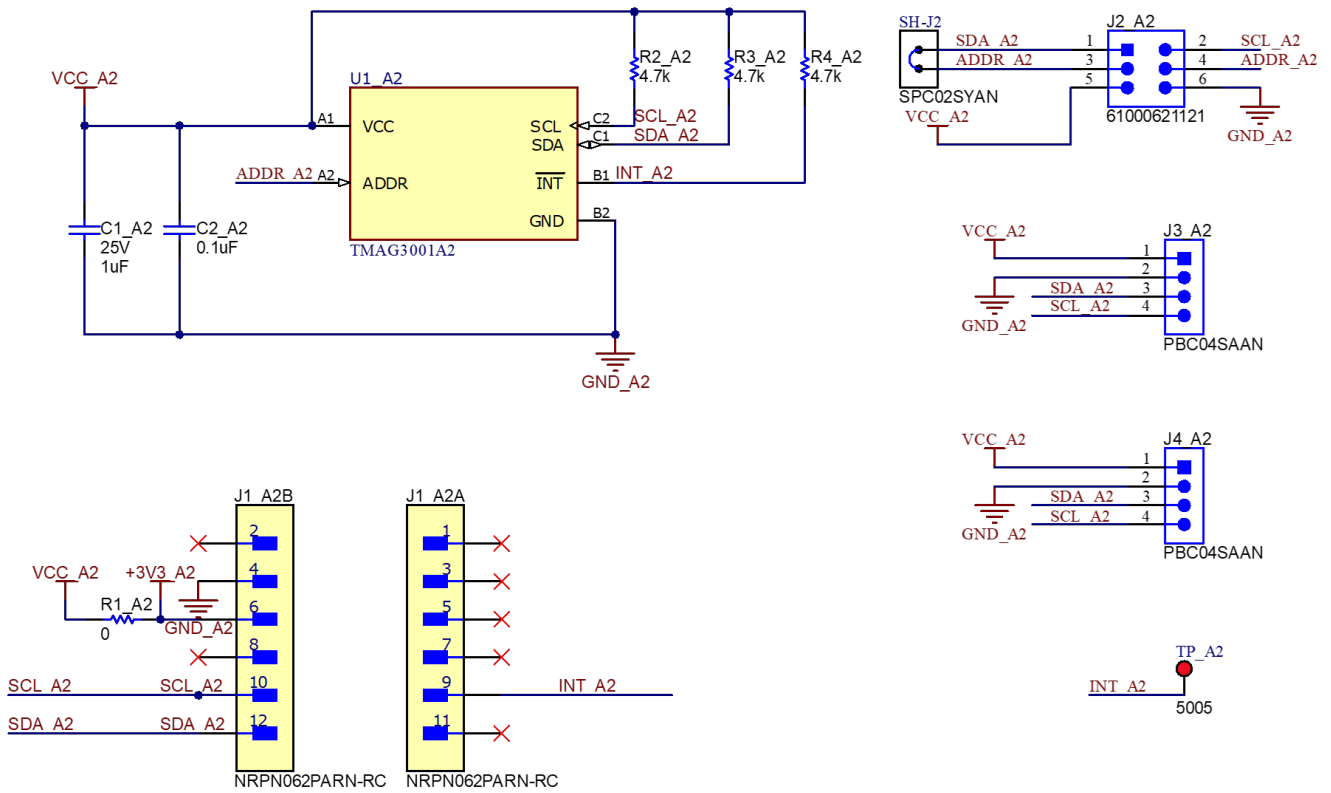 VCC_A2
U1_A2
A1
VCC
ADDR_A2
A2
ADDR
SCL
C2
SDA
C1
INT
B1
GND
B2
TMAG3001A2
R2_A2
4.7k
R3_A2
4.7k
R4_A2
4.7k
SCL_A2
SDA_A2
INT_A2
C1_A2
25V
1uF
C2_A2
0.1uF
GND_A2
SH-J2
SPC02SYAN
SDA_A2
ADDR_A2
VCC_A2
J2_A2
1
3
5
2
4
6
61000621121
SCL_A2
ADDR_A2
GND_A2
VCC_A2
J3_A2
1
2
3
4
SDA_A2
SCL_A2
GND_A2
PBC04SAAN
VCC_A2
J4_A2
1
2
3
4
SDA_A2
SCL_A2
GND_A2
PBC04SAAN
J1_A2B
2
4
6
8
10
12
VCC_A2
+3V3_A2
R1_A2
0
GND_A2
SCL_A2
SCL_A2
SDA_A2
SDA_A2
NRPN062PARN-RC
J1_A2A
1
3
5
7
9
11
INT_A2
NRPN062PARN-RC
TP_A2
INT_A2
5005